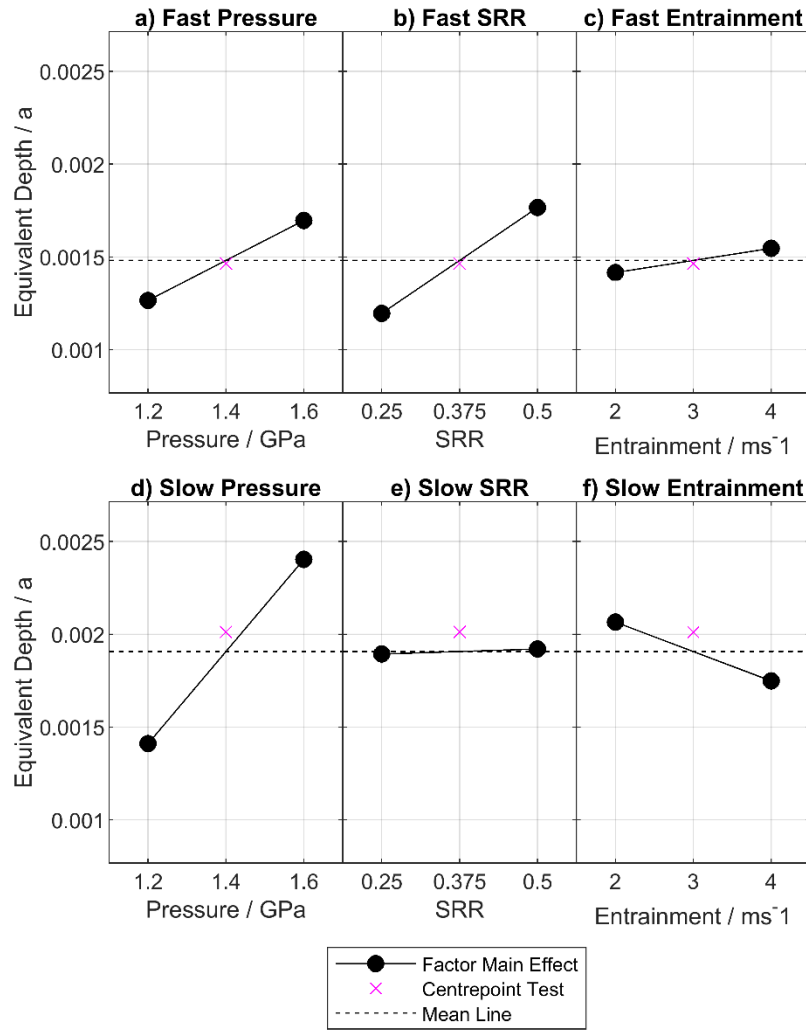 a) Fast Pressure
b) Fast SRR
c) Fast Entrainment
Equivalent Depth / a
0.0025
0.002
0.0015
0.001
1.2 1.4 1.6
0.25 0.375 0.5
2 3 4
Pressure / GPa
SRR
Entrainment / ms-1
d) Slow Pressure
e) Slow SRR
f) Slow Entrainment
Equivalent Depth / a
0.0025
0.002
0.0015
0.001
1.2 1.4 1.6
0.25 0.375 0.5
2 3 4
Pressure / GPa
SRR
Entrainment / ms-1
Factor Main Effect
Centrepoint Test
Mean Line